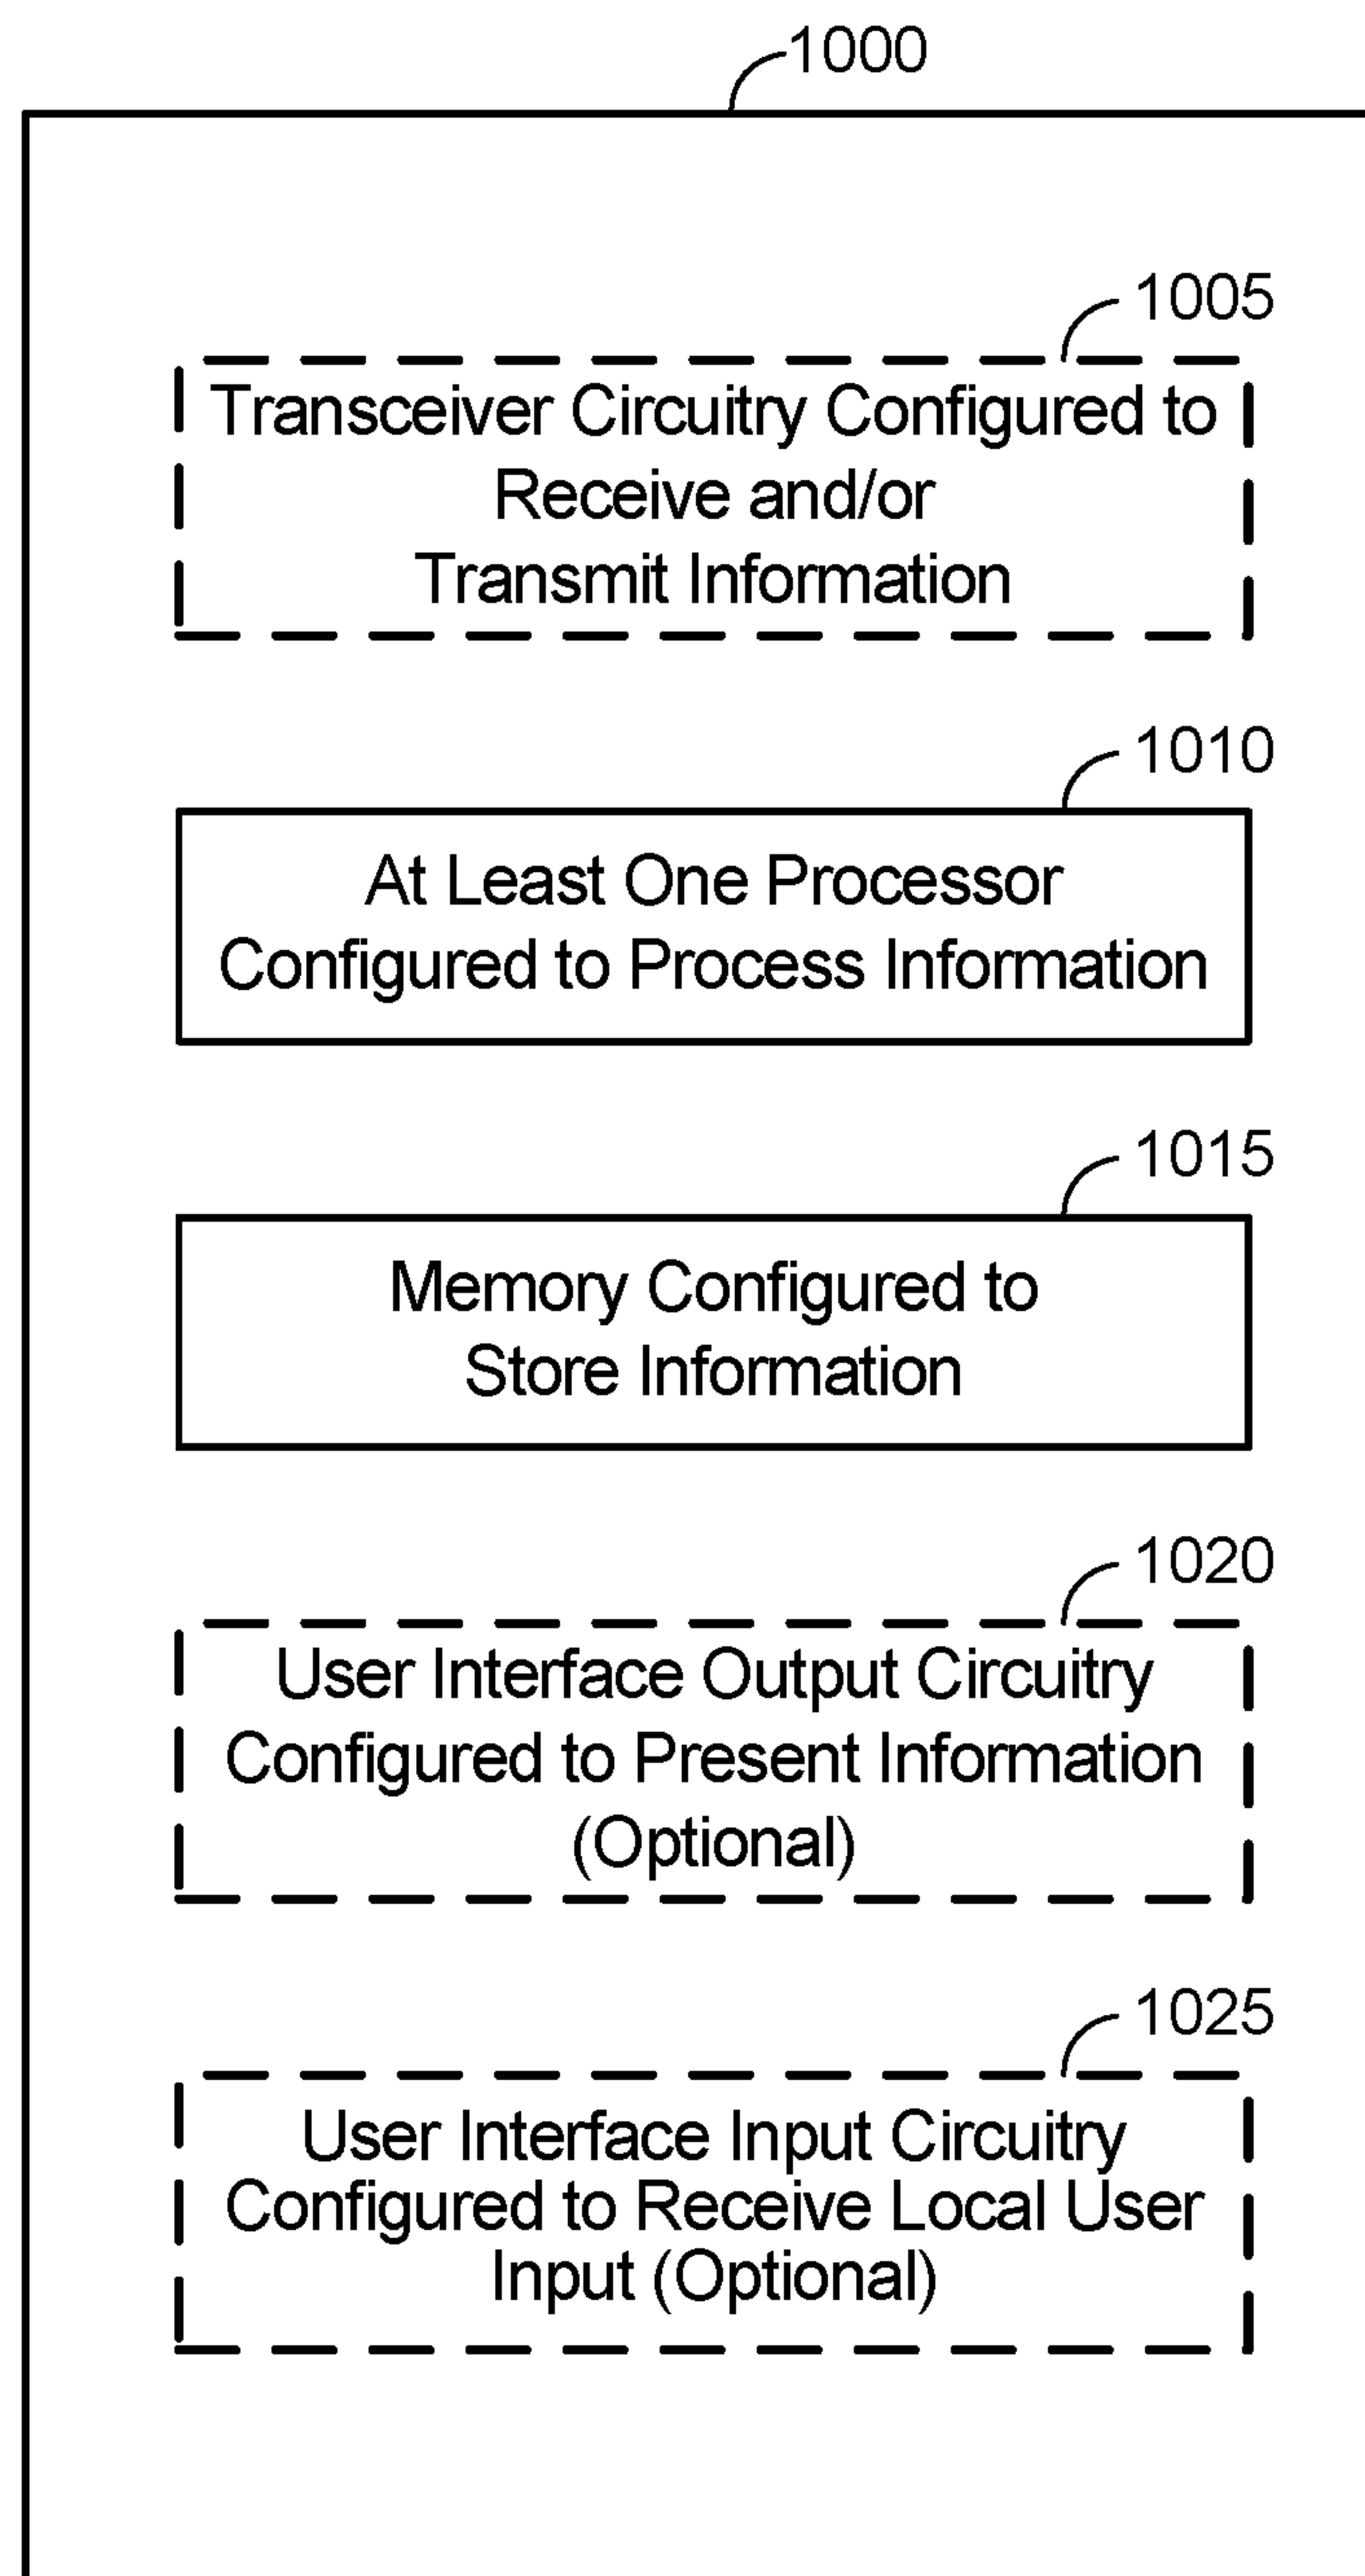 1000
1005
Transceiver Circuitry Configured to
Receive and/or
Transmit Information
1010
At Least One Processor
Configured to Process Information
1015
Memory Configured to
Store Information
1020
User Interface Output Circuitry
Configured to Present Information
(Optional)
1025
User Interface Input Circuitry
Configured to Receive Local User
Input (Optional)